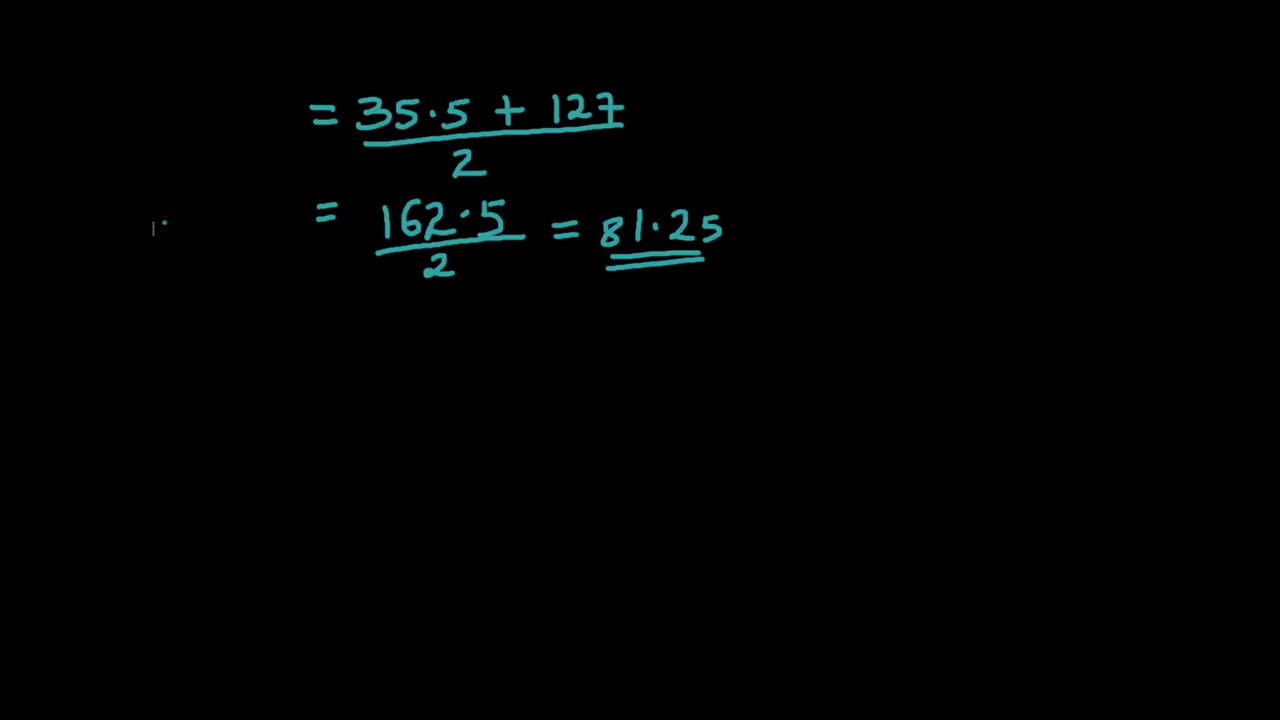 = 35.5 + 127
2
= 162.5 = 81.25
2